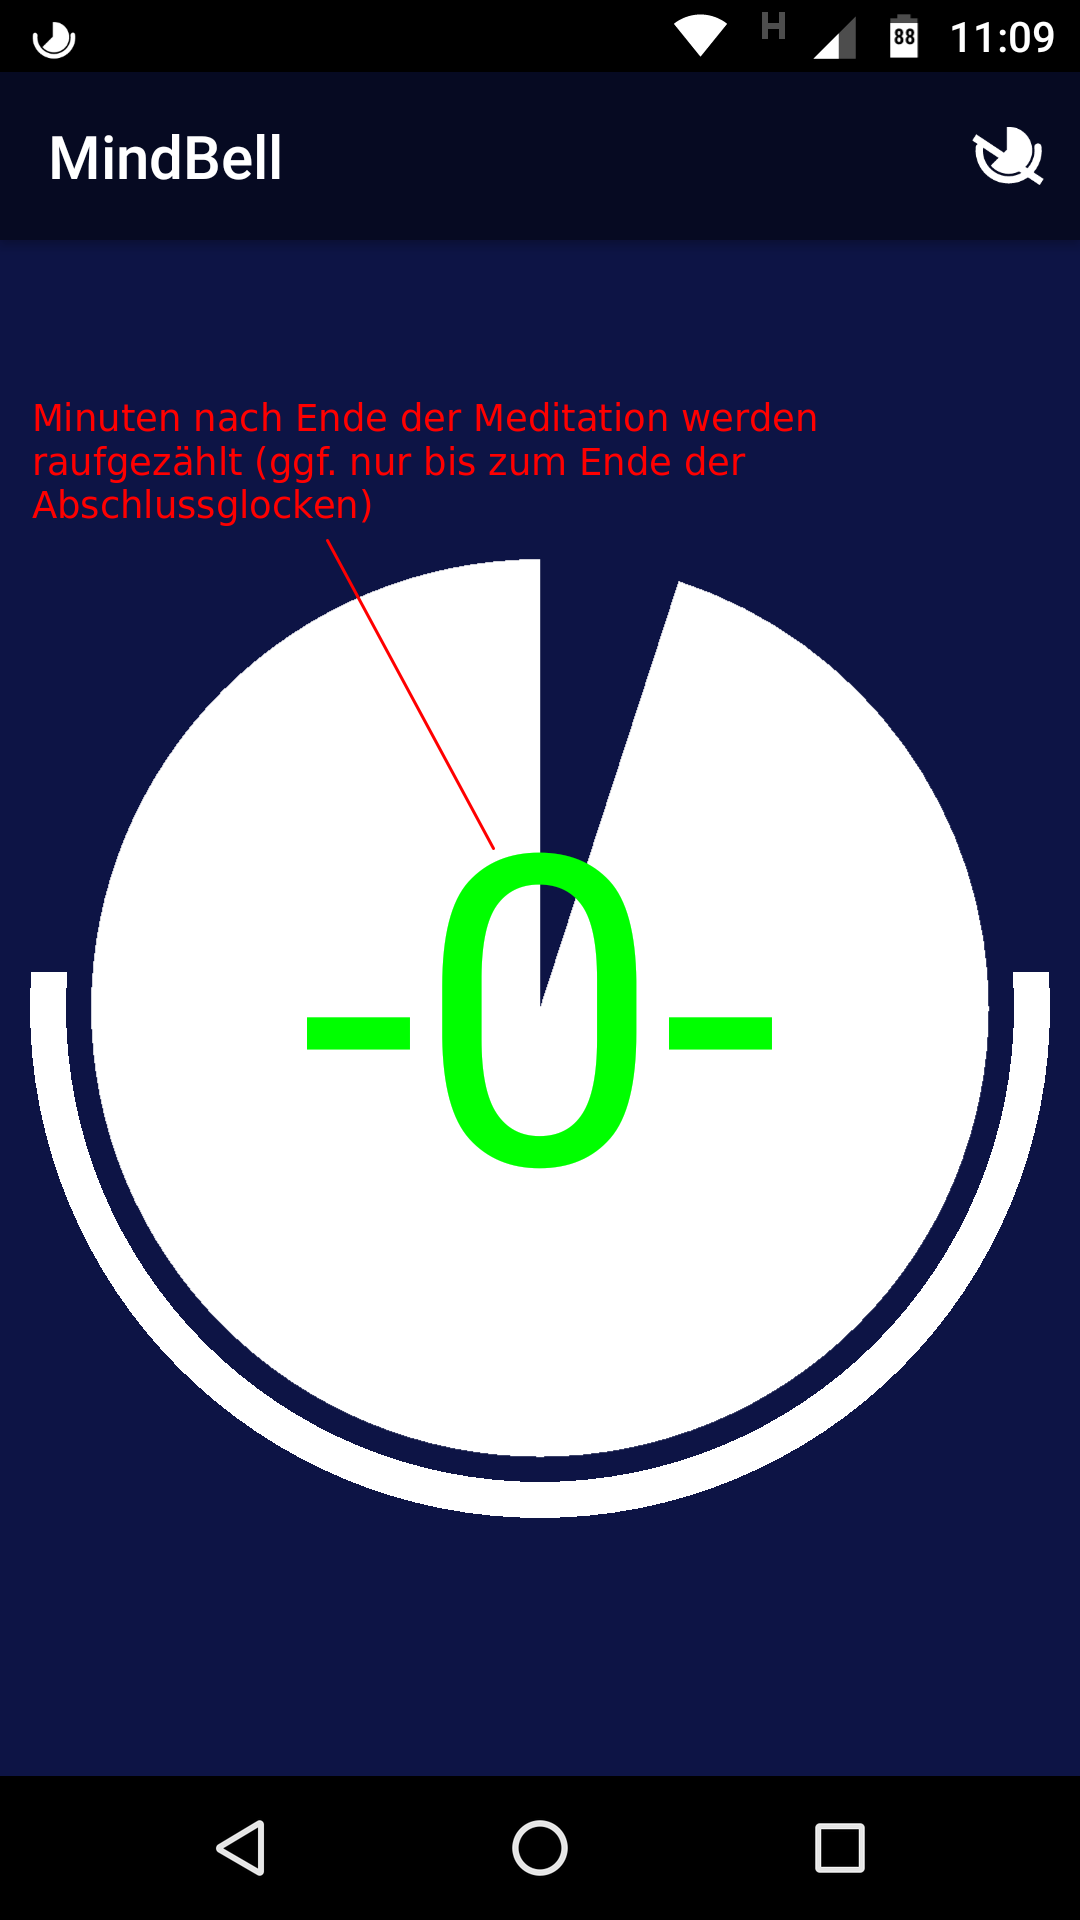 H 88 11:09
MindBell
Minuten nach Ende der Meditation werden
raufgezählt (ggf. nur bis zum Ende der
Abschlussglocken)
-0-